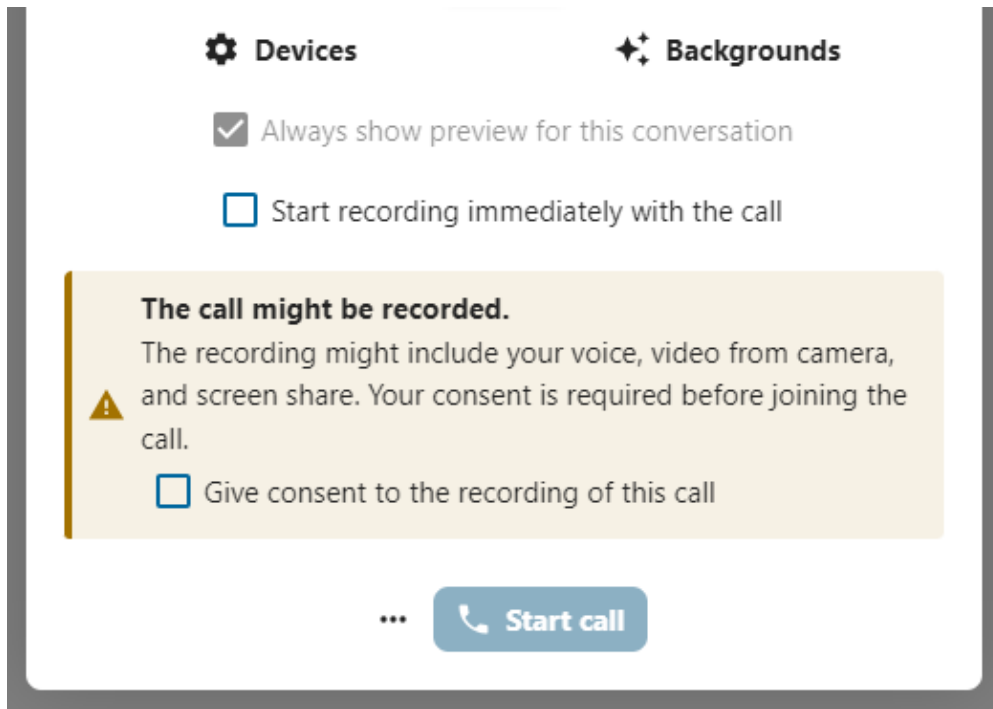 Devices
Backgrounds
Always show preview for this conversation
Start recording immediately with the call
The call might be recorded.
The recording might include your voice, video from camera,
and screen share. Your consent is required before joining the
call.
Give consent to the recording of this call
Start call